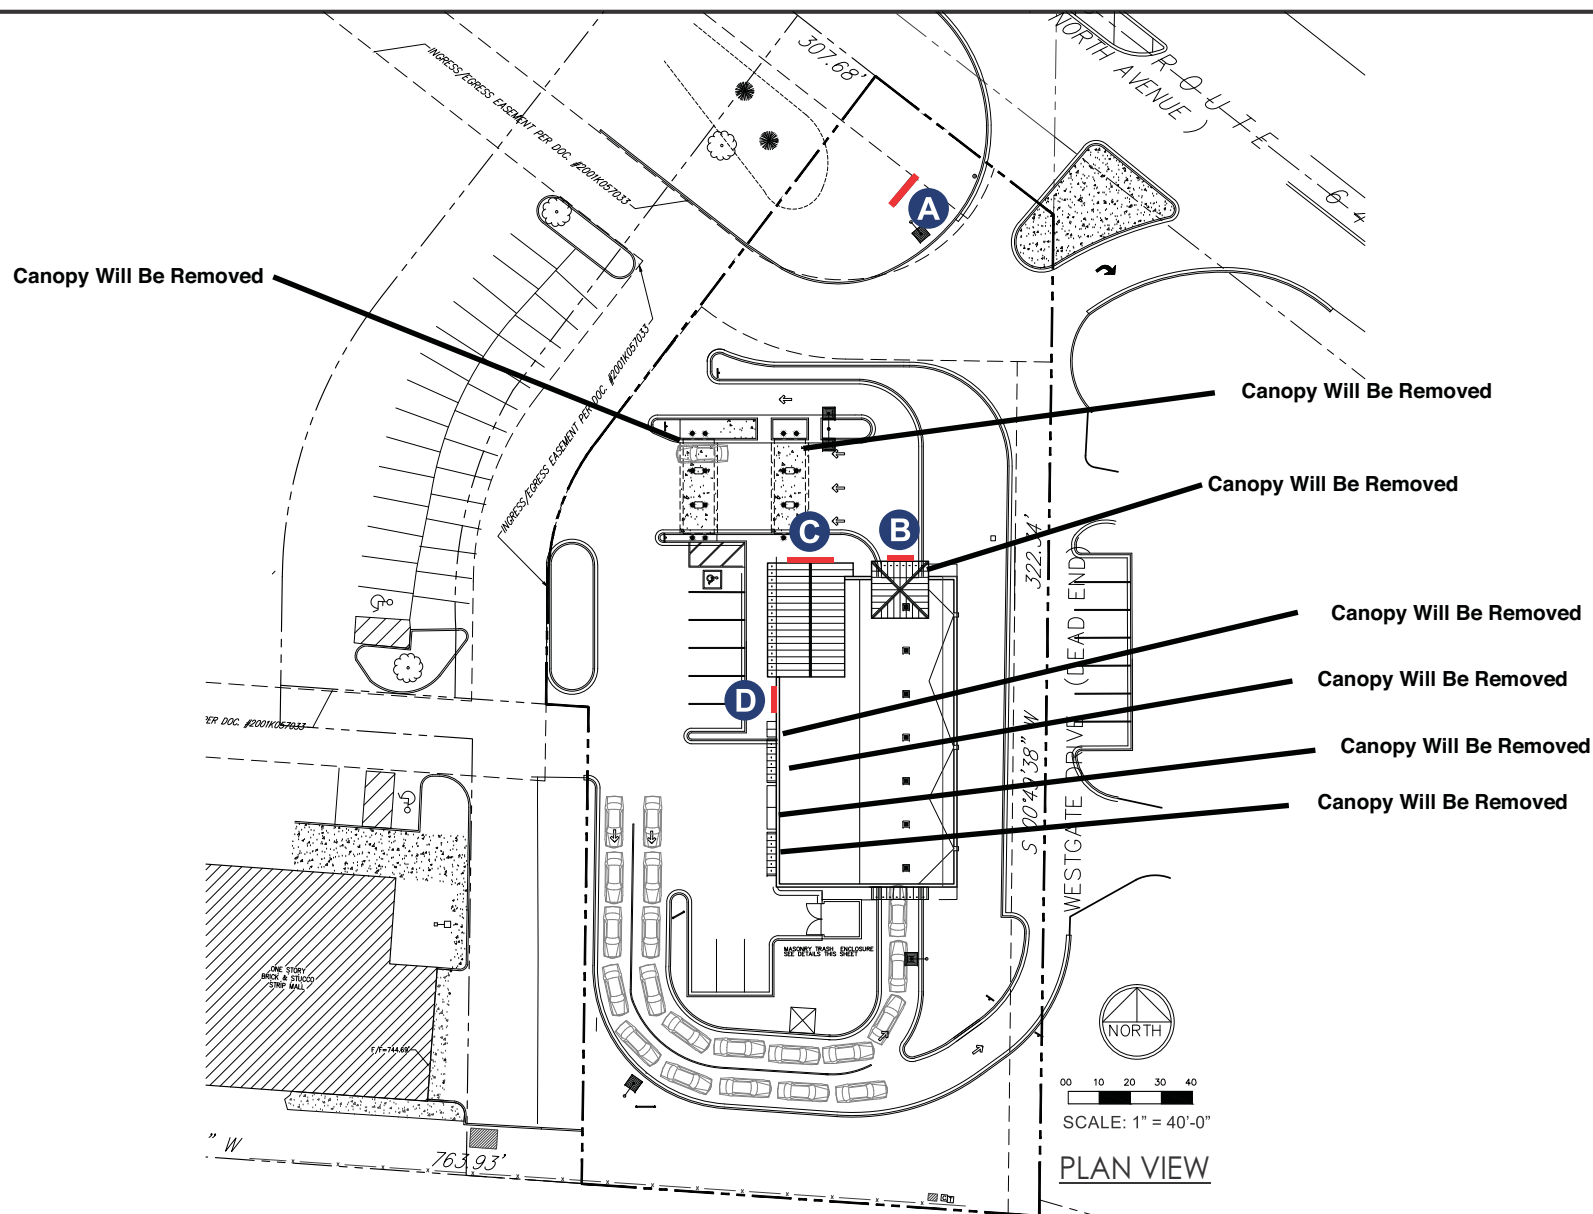 307.68'
NORTH AVENUE )
ROUTE 64
INGRESS/EGRESS EASEMENT PER DOC. #2001K057033
A
Canopy Will Be Removed
INGRESS/EGRESS EASEMENT PER DOC. #2001K057033
Canopy Will Be Removed
Canopy Will Be Removed
C
B
322.34'
Canopy Will Be Removed
Canopy Will Be Removed
D
PER DOC. #2001K057033
Canopy Will Be Removed
Canopy Will Be Removed
S 00°49'38" W
WESTGATE DRIVE (DEAD END)
MASONRY TRASH ENCLOSURE
SEE DETAILS THIS SHEET
ONE STORY
BRICK & STUCCO
STRIP MALL
NORTH
00 10 20 30 40
SCALE: 1" = 40'-0"
PLAN VIEW
" W
763.93'